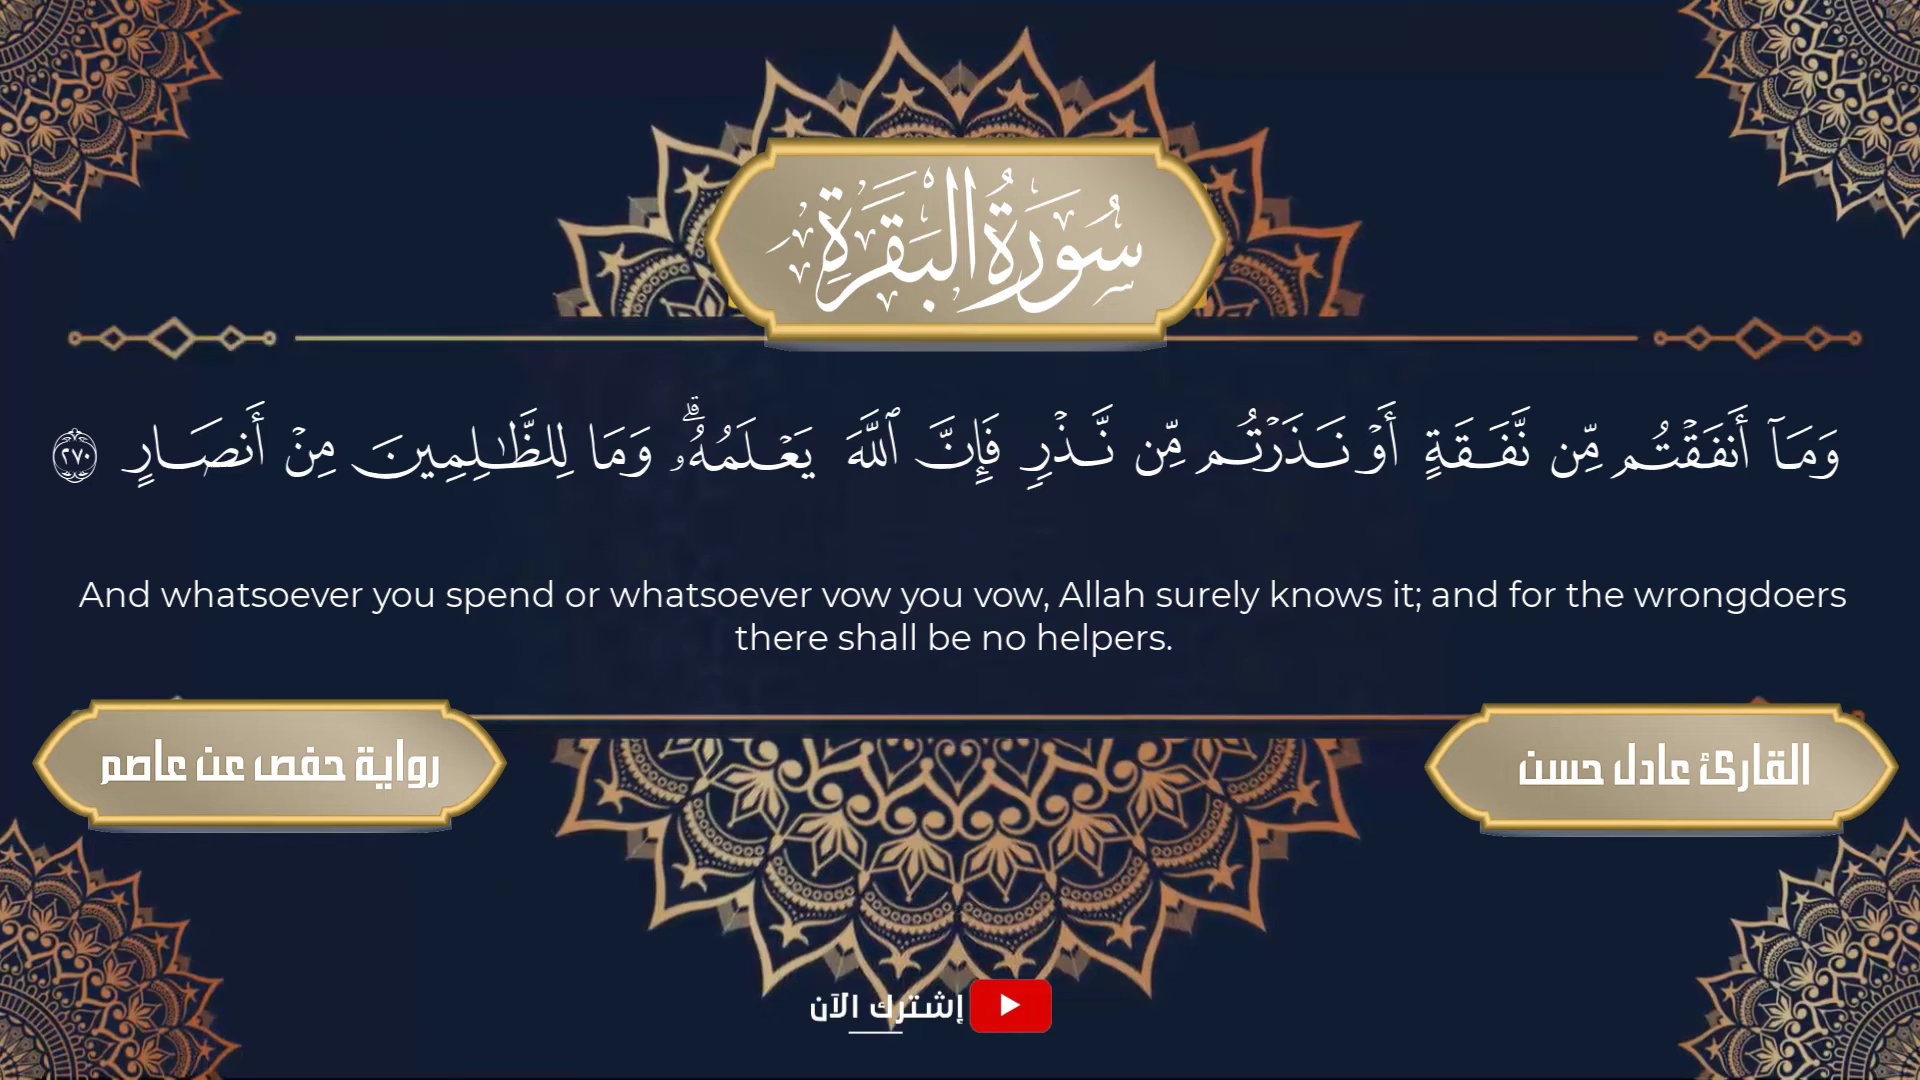 سُورَةُ البَقَرَةِ
وَمَآ أَنفَقْتُم مِّن نَّفَقَةٍ أَوْ نَذَرْتُم مِّن نَّذْرٍ فَإِنَّ ٱللَّهَ يَعْلَمُهُۥ ۗ وَمَا لِلظَّـٰلِمِينَ مِنْ أَنصَارٍ ٢٧٠
And whatsoever you spend or whatsoever vow you vow, Allah surely knows it; and for the wrongdoers
there shall be no helpers.
القارئ عادل حسن
رواية حفص عن عاصم
إشترك الآن